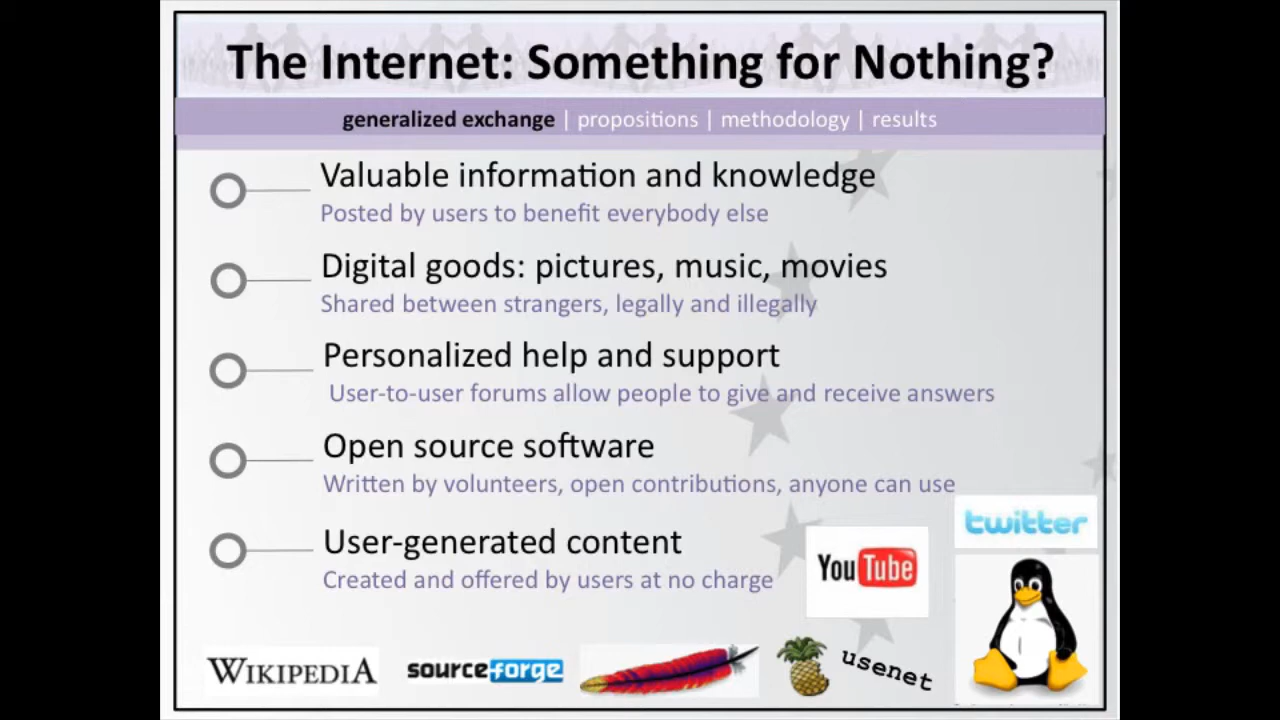 The Internet: Something for Nothing?
generalized exchange | propositions | methodology | results
Valuable information and knowledge
Posted by users to benefit everybody else
Digital goods: pictures, music, movies
Shared between strangers, legally and illegally
Personalized help and support
User-to-user forums allow people to give and receive answers
Open source software
Written by volunteers, open contributions, anyone can use
twitter
User-generated content
Created and offered by users at no charge
YouTube
WIKIPEDIA
sourceforge
usenet